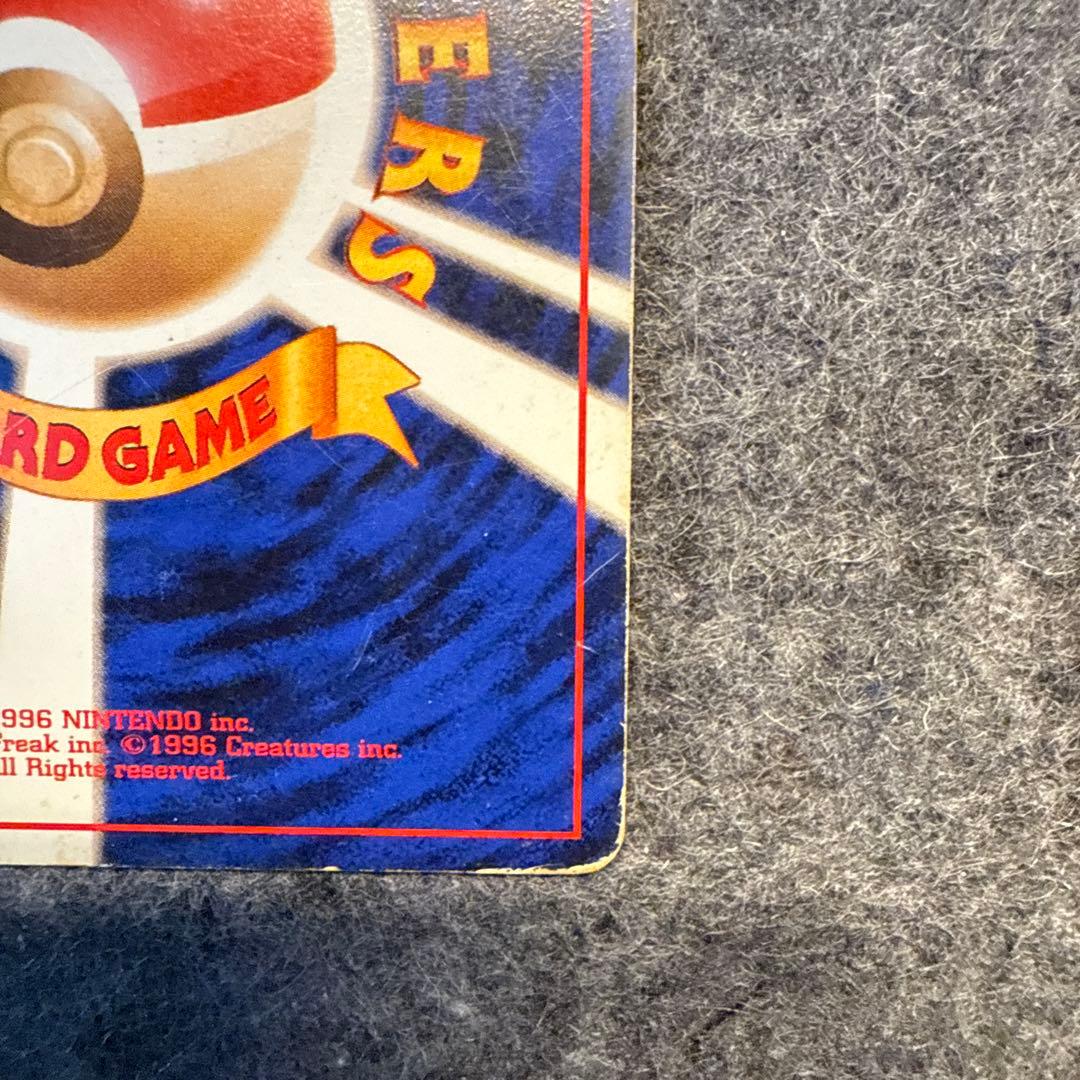 ERS
RD GAME
996 NINTENDO inc.
Freak inc. ©1996 Creatures inc.
ll Rights reserved.